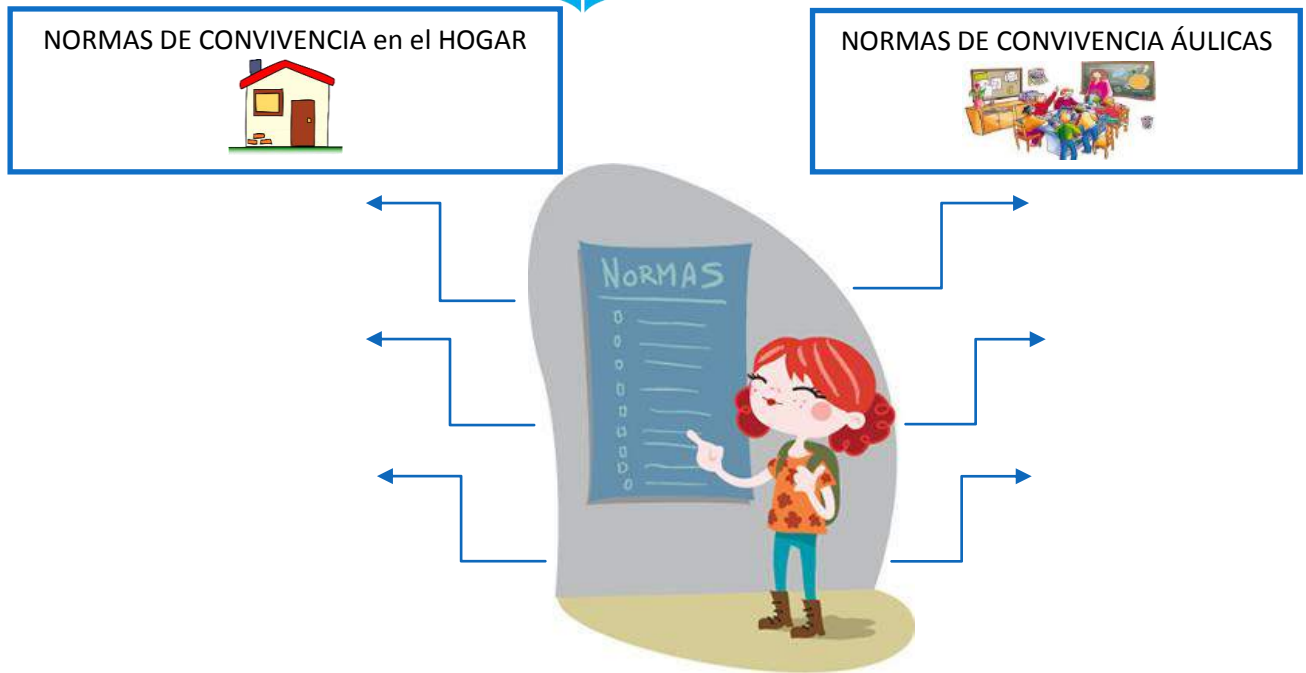 NORMAS DE CONVIVENCIA en el HOGAR
NORMAS DE CONVIVENCIA ÁULICAS
NORMAS